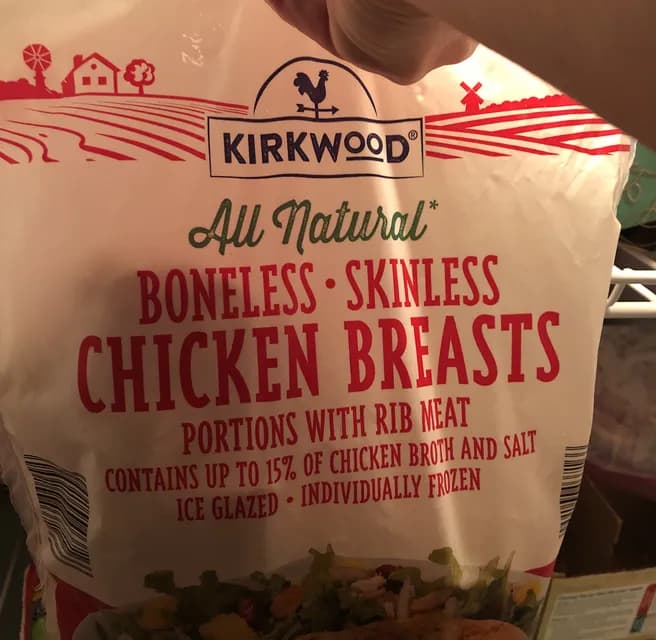 KIRKWOOD®
All Natural*
BONELESS • SKINLESS
CHICKEN BREASTS
PORTIONS WITH RIB MEAT
CONTAINS UP TO 15% OF CHICKEN BROTH AND SALT
ICE GLAZED • INDIVIDUALLY FROZEN